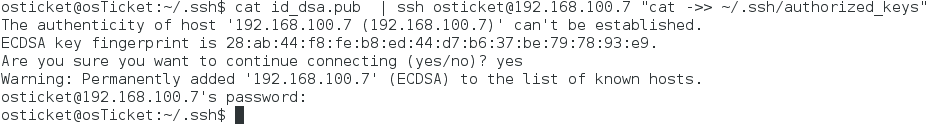 osticket@osTicket:~/.ssh$ cat id_dsa.pub  | ssh osticket@192.168.100.7 "cat ->> ~/.ssh/authorized_keys"
The authenticity of host '192.168.100.7 (192.168.100.7)' can't be established.
ECDSA key fingerprint is 28:ab:44:f8:fe:b8:ed:44:d7:b6:37:be:79:78:93:e9.
Are you sure you want to continue connecting (yes/no)? yes
Warning: Permanently added '192.168.100.7' (ECDSA) to the list of known hosts.
osticket@192.168.100.7's password:
osticket@osTicket:~/.ssh$